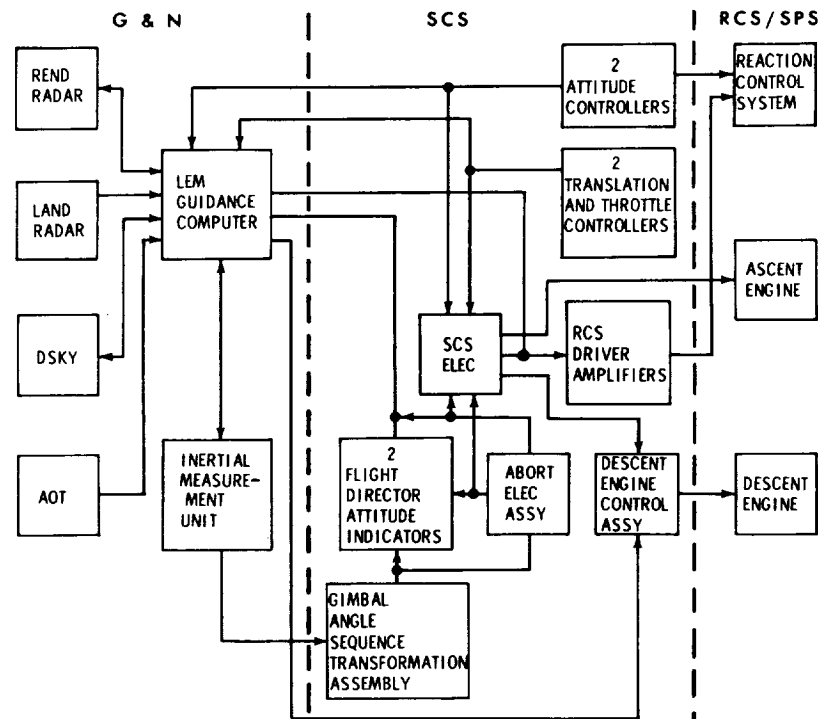 G & N
SCS
RCS/SPS
REND
RADAR
2
ATTITUDE
CONTROLLERS
REACTION
CONTROL
SYSTEM
LAND
RADAR
LEM
GUIDANCE
COMPUTER
2
TRANSLATION
AND THROTTLE
CONTROLLERS
DSKY
SCS
ELEC
RCS
DRIVER
AMPLIFIERS
ASCENT
ENGINE
AOT
INERTIAL
MEASURE-
MENT
UNIT
2
FLIGHT
DIRECTOR
ATTITUDE
INDICATORS
ABORT
ELEC
ASSY
DESCENT
ENGINE
CONTROL
ASSY
DESCENT
ENGINE
GIMBAL
ANGLE
SEQUENCE
TRANSFORMATION
ASSEMBLY